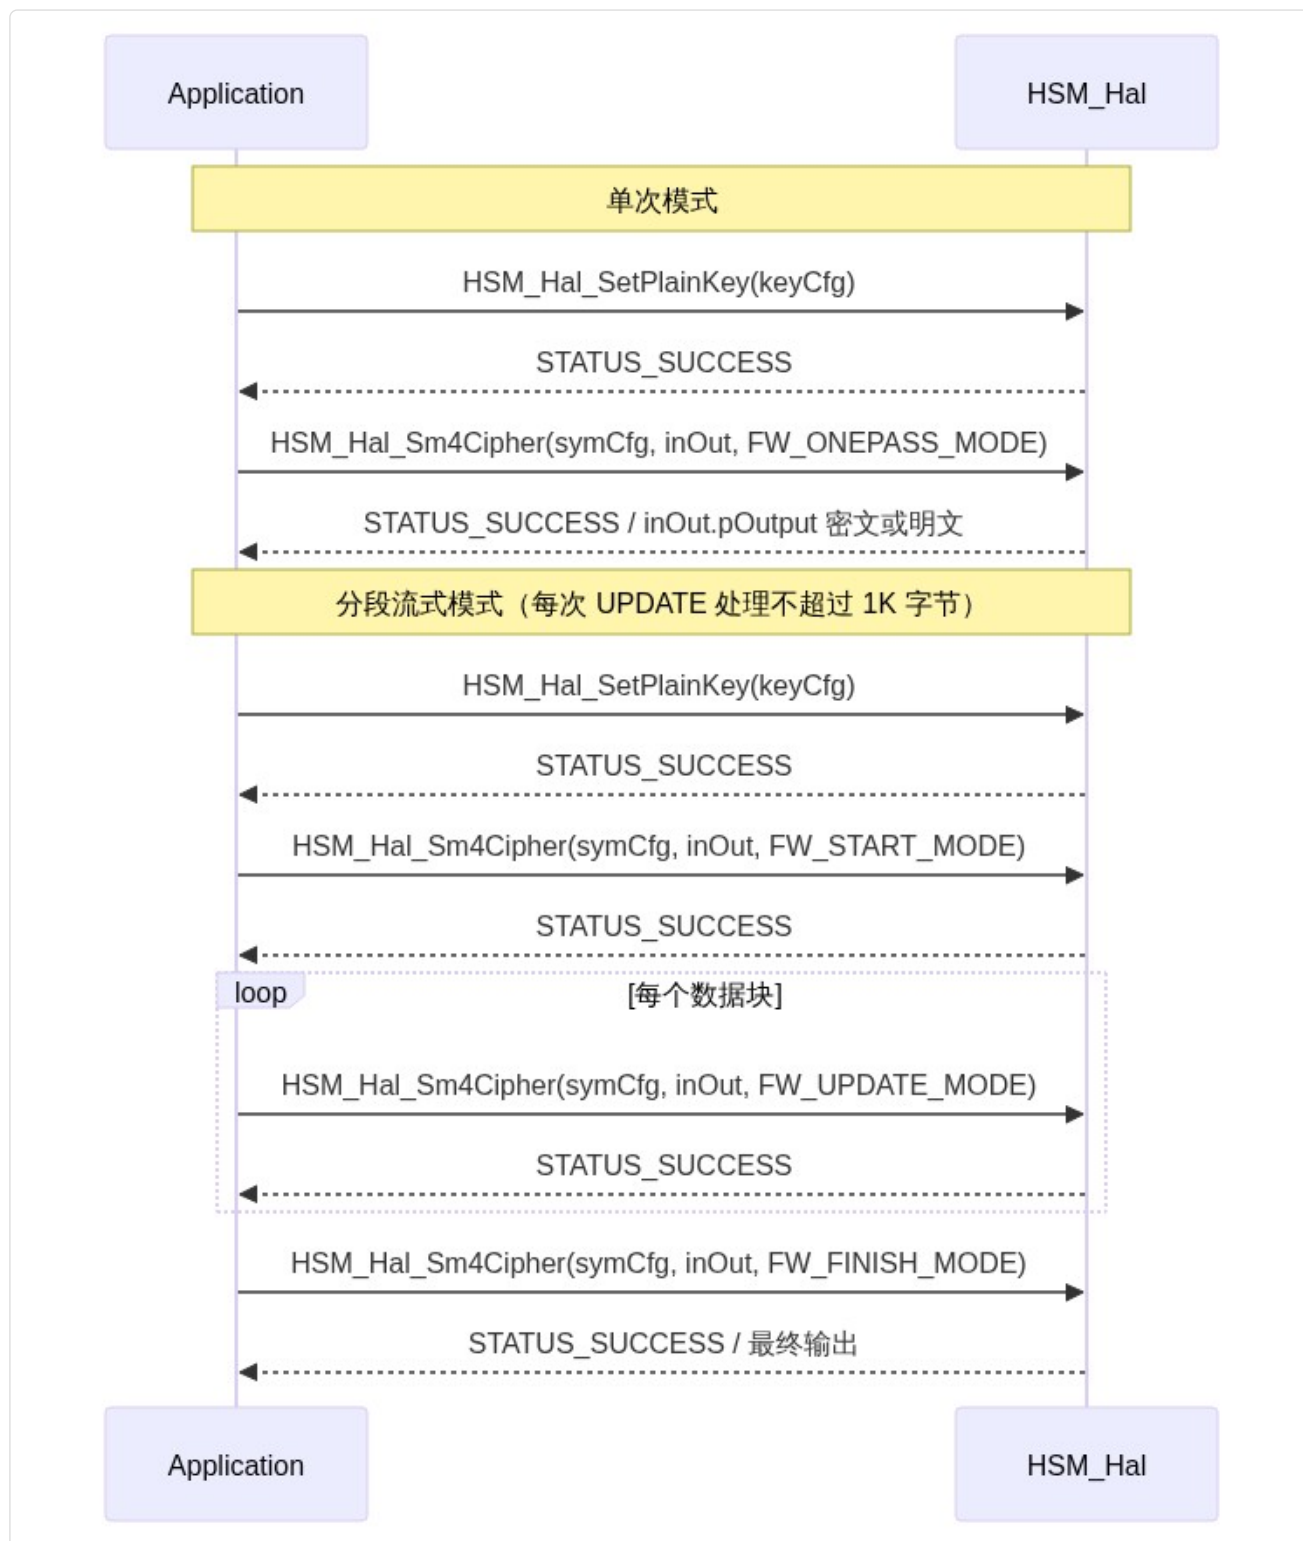 Application
HSM_Hal
单次模式
HSM_Hal_SetPlainKey(keyCfg)
STATUS_SUCCESS
HSM_Hal_Sm4Cipher(symCfg, inOut, FW_ONEPASS_MODE)
STATUS_SUCCESS / inOut.pOutput 密文或明文
分段流式模式（每次 UPDATE 处理不超过 1K 字节）
HSM_Hal_SetPlainKey(keyCfg)
STATUS_SUCCESS
HSM_Hal_Sm4Cipher(symCfg, inOut, FW_START_MODE)
STATUS_SUCCESS
loop
[每个数据块]
HSM_Hal_Sm4Cipher(symCfg, inOut, FW_UPDATE_MODE)
STATUS_SUCCESS
HSM_Hal_Sm4Cipher(symCfg, inOut, FW_FINISH_MODE)
STATUS_SUCCESS / 最终输出
Application
HSM_Hal